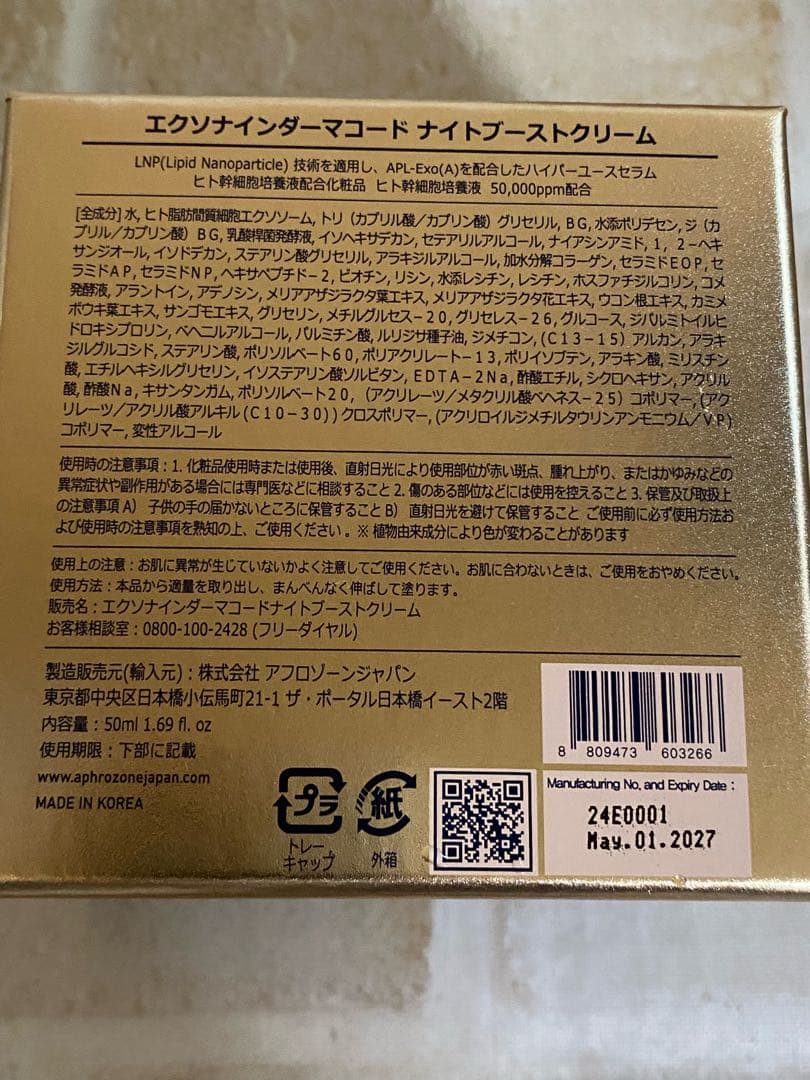 エクソナインダーマコード ナイトブーストクリーム
LNP(Lipid Nanoparticle) 技術を適用し、APL-Exo(A)を配合したハイパーユースセラム
ヒト幹細胞培養液配合化粧品 ヒト幹細胞培養液 50,000ppm配合
[全成分] 水, ヒト脂肪間質細胞エクソソーム, トリ（カプリル酸／カプリン酸）グリセリル, BG, 水添ポリデセン, ジ（カ
プリル／カプリン酸）BG, 乳酸桿菌発酵液, イソヘキサデカン, セテアリルアルコール, ナイアシンアミド, 1，2－ヘキ
サンジオール, イソドデカン, ステアリン酸グリセリル, アラキジルアルコール, 加水分解コラーゲン, セラミドEOP, セ
ラミドAP, セラミドNP, ヘキサペプチド－2, ビオチン, リシン, 水添レシチン, レシチン, ホスファチジルコリン, コメ
発酵液, アラントイン, アデノシン, メリアアザジラクタ葉エキス, メリアアザジラクタ花エキス, ウコン根エキス, カミメ
ボウキ葉エキス, サンゴモエキス, グリセリン, メチルグルセス－20, グリセレス－26, グルコース, ジパルミトイルヒ
ドロキシプロリン, ベヘニルアルコール, パルミチン酸, ルリジサ種子油, ジメチコン, (C13－15) アルカン, アラキ
ジルグルコシド, ステアリン酸, ポリソルベート60, ポリアクリレート－13, ポリイソブテン, アラキン酸, ミリスチン
酸, エチルヘキシルグリセリン, イソステアリン酸ソルビタン, EDTA－2Na, 酢酸エチル, シクロヘキサン, アクリル
酸, 酢酸Na, キサンタンガム, ポリソルベート20, （アクリレーツ／メタクリル酸ベヘネス－25）コポリマー, (アク
リレーツ／アクリル酸アルキル (C10－30)) クロスポリマー, (アクリロイルジメチルタウリンアンモニウム／VP)
コポリマー, 変性アルコール
使用時の注意事項：1. 化粧品使用時または使用後、直射日光により使用部位が赤い斑点、腫れ上がり、またはかゆみなどの
異常症状や副作用がある場合には専門医などに相談すること 2. 傷のある部位などには使用を控えること 3. 保管及び取扱上
の注意事項 A） 子供の手の届かないところに保管すること B） 直射日光を避けて保管すること ご使用前に必ず使用方法お
よび使用時の注意事項を熟知の上、ご使用ください 。※ 植物由来成分により色が変わることがあります
使用上の注意：お肌に異常が生じていないかよく注意してご使用ください。お肌に合わないときは、ご使用をおやめください。
使用方法：本品から適量を取り出し、まんべんなく伸ばして塗ります。
販売名：エクソナインダーマコードナイトブーストクリーム
お客様相談室：0800-100-2428 (フリーダイヤル)
製造販売元(輸入元)：株式会社 アフロゾーンジャパン
東京都中央区日本橋小伝馬町21-1 ザ・ポータル日本橋イースト2階
内容量：50ml 1.69 fl. oz
使用期限：下部に記載
www.aphrozonejapan.com
MADE IN KOREA
プラ
トレー
キャップ
紙
外箱
8 809473 603266
Manufacturing No. and Expiry Date :
24E0001
May.01.2027